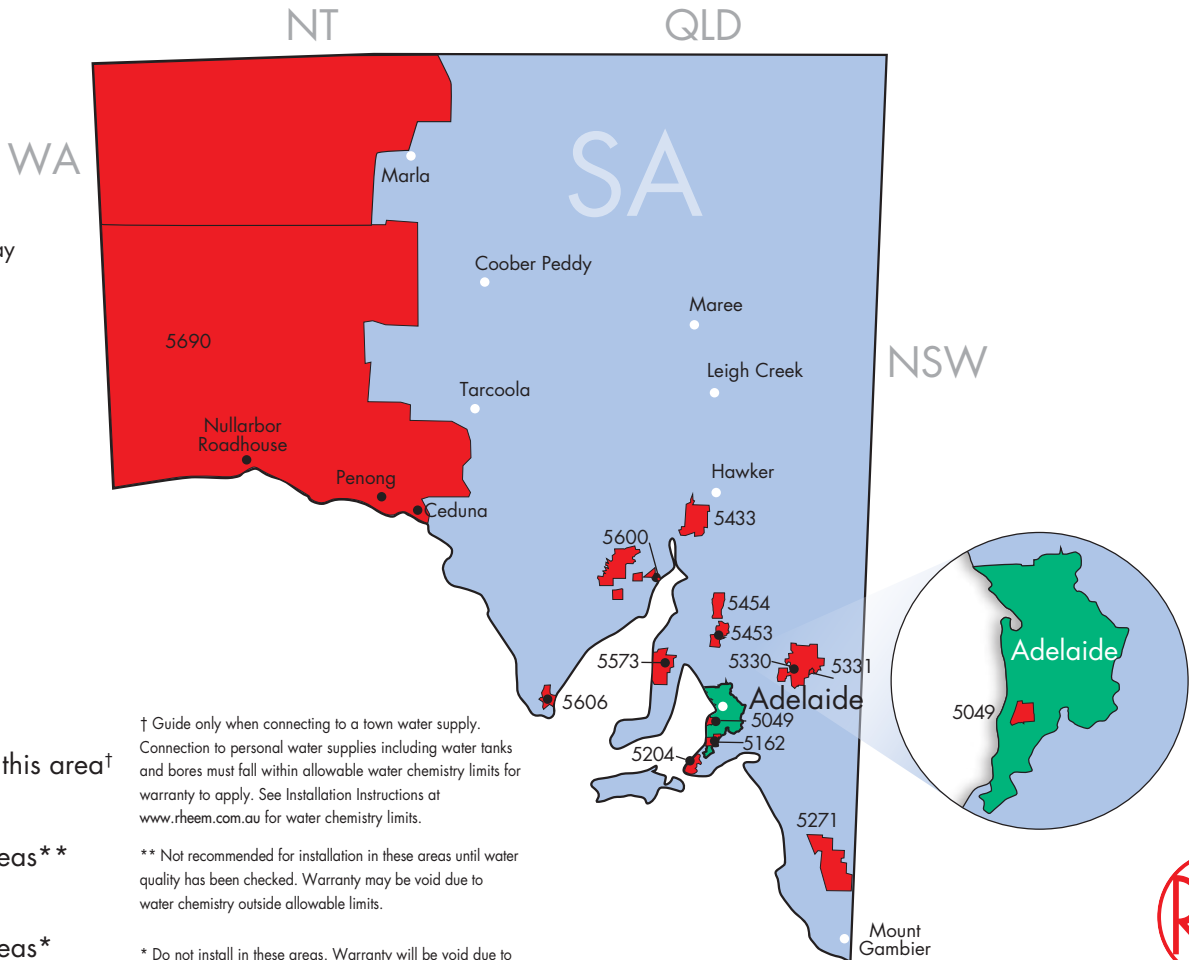 NT
QLD
WA
SA
Marla
ay
Coober Peddy
Maree
5690
NSW
Leigh Creek
Tarcoola
Nullarbor
Roadhouse
Penong
Hawker
Ceduna
5433
5600
5454
5453
5573
5330
5331
Adelaide
5606
Adelaide
5049
5049
5162
5204
† Guide only when connecting to a town water supply.
Connection to personal water supplies including water tanks
and bores must fall within allowable water chemistry limits for
warranty to apply. See Installation Instructions at
www.rheem.com.au for water chemistry limits.
this area†
5271
eas**
** Not recommended for installation in these areas until water
quality has been checked. Warranty may be void due to
water chemistry outside allowable limits.
R
Mount
Gambier
eas*
* Do not install in these areas. Warranty will be void due to